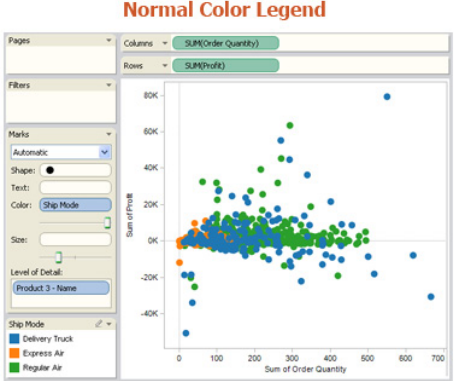 Normal Color Legend
Pages
Columns SUM(Order Quantity)
Rows SUM(Profit)
Filters
Marks
Automatic
Shape:
Text:
Color: Ship Mode
Size:
Level of Detail:
Product 3 - Name
Ship Mode
Delivery Truck
Express Air
Regular Air
Sum of Profit
80K
60K
40K
20K
0K
-20K
-40K
0 100 200 300 400 500 600 700
Sum of Order Quantity